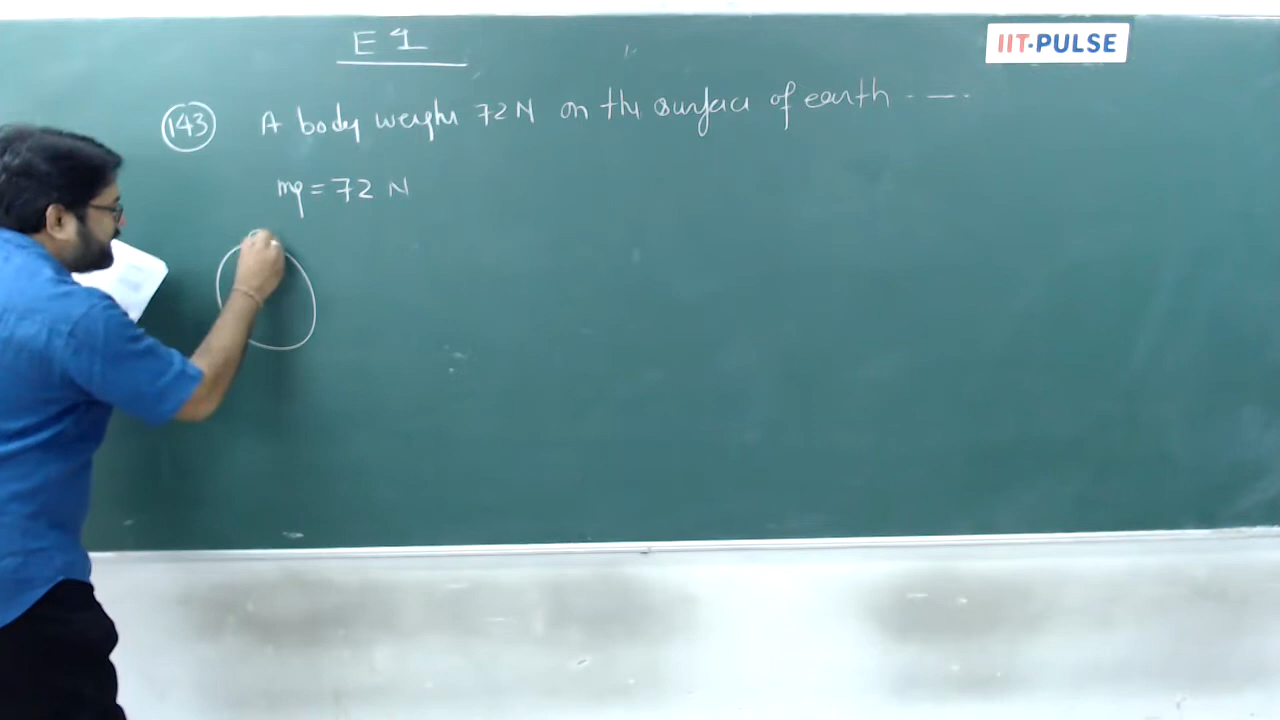 E 1
IIT·PULSE
143 A body weighs 72 N on the surface of earth .—.
mg = 72 N